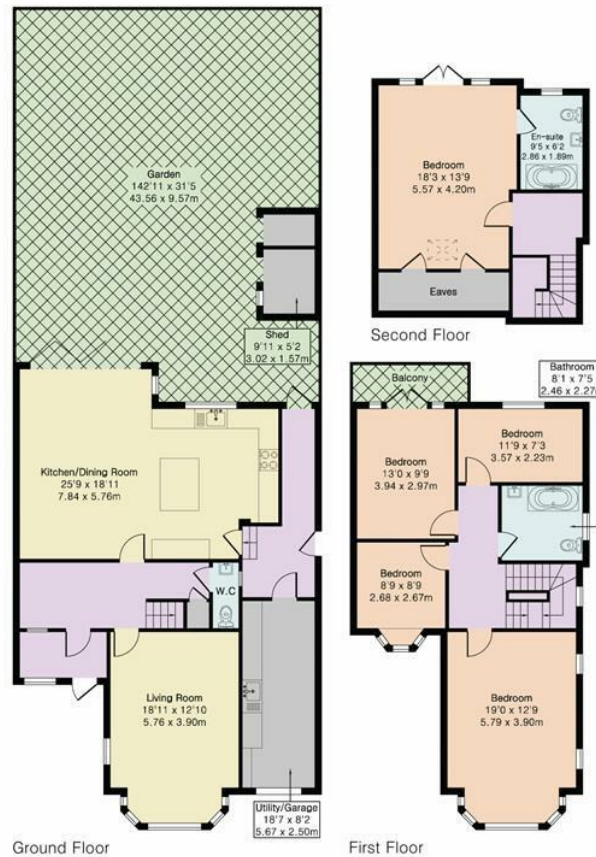 Garden
142'11 x 31'5
43.56 x 9.57m
Shed
9'11 x 5'2
3.02 x 1.57m
Kitchen/Dining Room
25'9 x 18'11
7.84 x 5.76m
W.C
Living Room
18'11 x 12'10
5.76 x 3.90m
Utility/Garage
18'7 x 8'2
5.67 x 2.50m
Ground Floor
Bedroom
18'3 x 13'9
5.57 x 4.20m
En-suite
9'5 x 6'2
2.86 x 1.89m
Eaves
Second Floor
Balcony
Bathroom
8'1 x 7'5
2.46 x 2.27m
Bedroom
13'0 x 9'9
3.94 x 2.97m
Bedroom
11'9 x 7'3
3.57 x 2.23m
Bedroom
8'9 x 8'9
2.68 x 2.67m
Bedroom
19'0 x 12'9
5.79 x 3.90m
First Floor